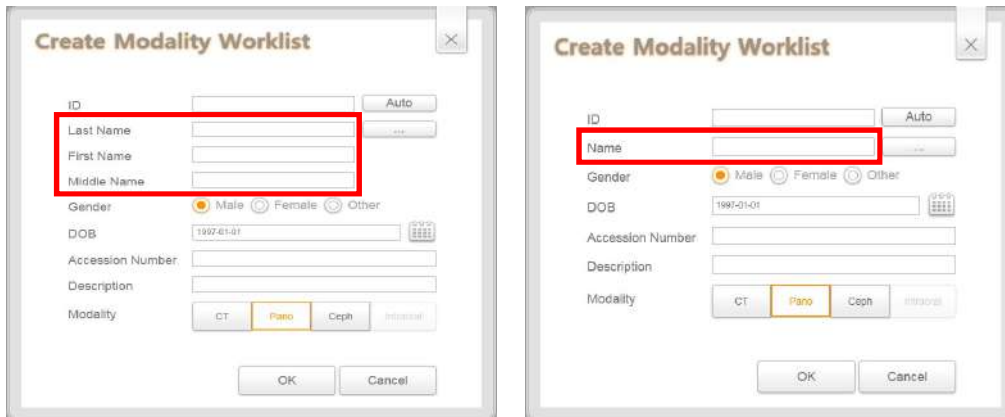 Create Modality Worklist
ID Auto
Last Name ...
First Name
Middle Name
Gender Male Female Other
DOB 1997-01-01
Accession Number
Description
Modality CT Pano Ceph Intraoral
OK Cancel
Create Modality Worklist
ID Auto
Name ...
Gender Male Female Other
DOB 1997-01-01
Accession Number
Description
Modality CT Pano Ceph Intraoral
OK Cancel